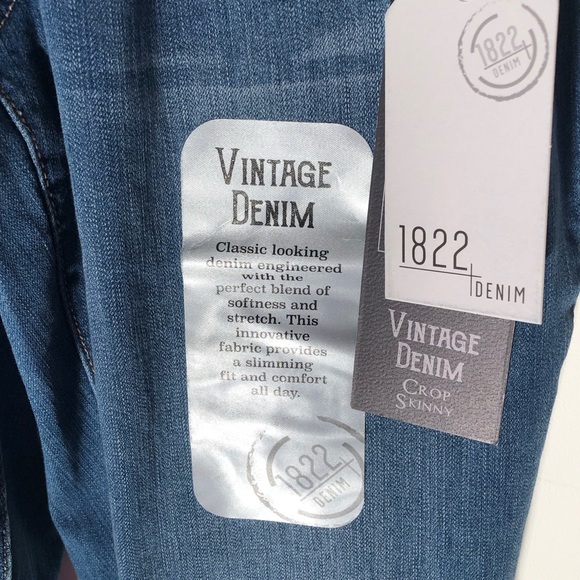 1822
DENIM
VINTAGE
DENIM
Classic looking
denim engineered
with the
perfect blend of
softness and
stretch. This
innovative
fabric provides
a slimming
fit and comfort
all day.
1822
DENIM
1822
DENIM
VINTAGE
DENIM
CROP
SKINNY